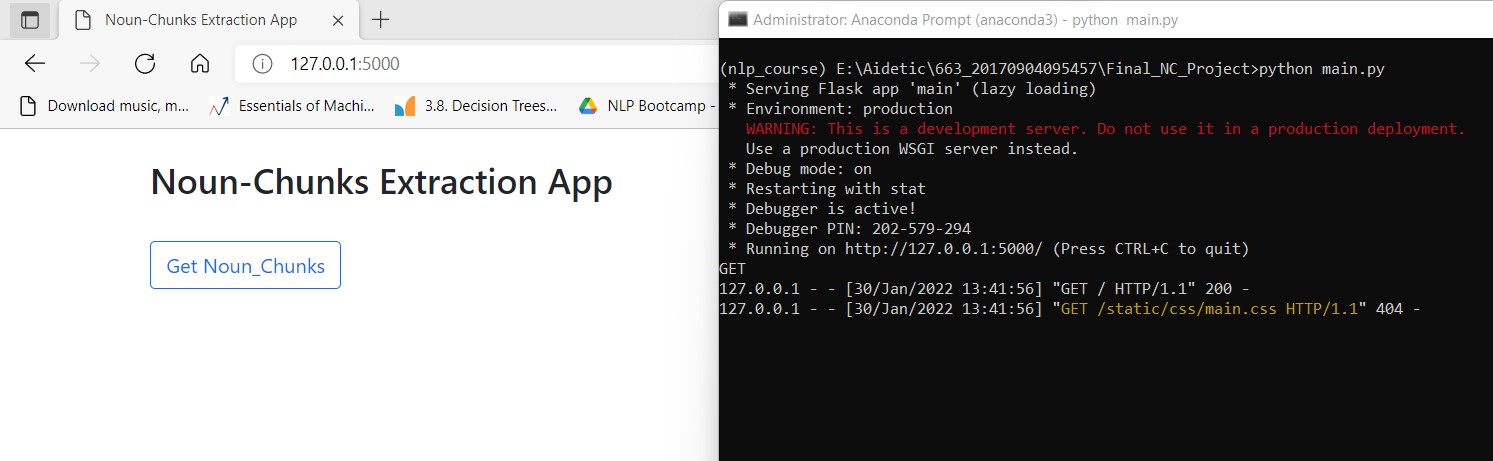 Noun-Chunks Extraction App
127.0.0.1:5000
Download music, m... Essentials of Machi... 3.8. Decision Trees... NLP Bootcamp -
Noun-Chunks Extraction App
Get Noun_Chunks
Administrator: Anaconda Prompt (anaconda3) - python  main.py
(nlp_course) E:\Aidetic\663_20170904095457\Final_NC_Project>python main.py
 * Serving Flask app 'main' (lazy loading)
 * Environment: production
   WARNING: This is a development server. Do not use it in a production deployment.
   Use a production WSGI server instead.
 * Debug mode: on
 * Restarting with stat
 * Debugger is active!
 * Debugger PIN: 202-579-294
 * Running on http://127.0.0.1:5000/ (Press CTRL+C to quit)
GET
127.0.0.1 - - [30/Jan/2022 13:41:56] "GET / HTTP/1.1" 200 -
127.0.0.1 - - [30/Jan/2022 13:41:56] "GET /static/css/main.css HTTP/1.1" 404 -